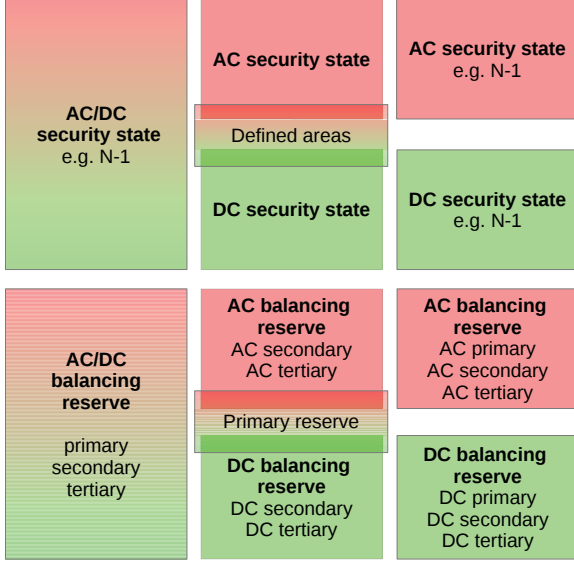 AC/DC
security state
e.g. N-1
AC security state
Defined areas
DC security state
AC security state
e.g. N-1
DC security state
e.g. N-1
AC/DC
balancing
reserve
primary
secondary
tertiary
AC balancing
reserve
AC secondary
AC tertiary
Primary reserve
DC balancing
reserve
DC secondary
DC tertiary
AC balancing
reserve
AC primary
AC secondary
AC tertiary
DC balancing
reserve
DC primary
DC secondary
DC tertiary